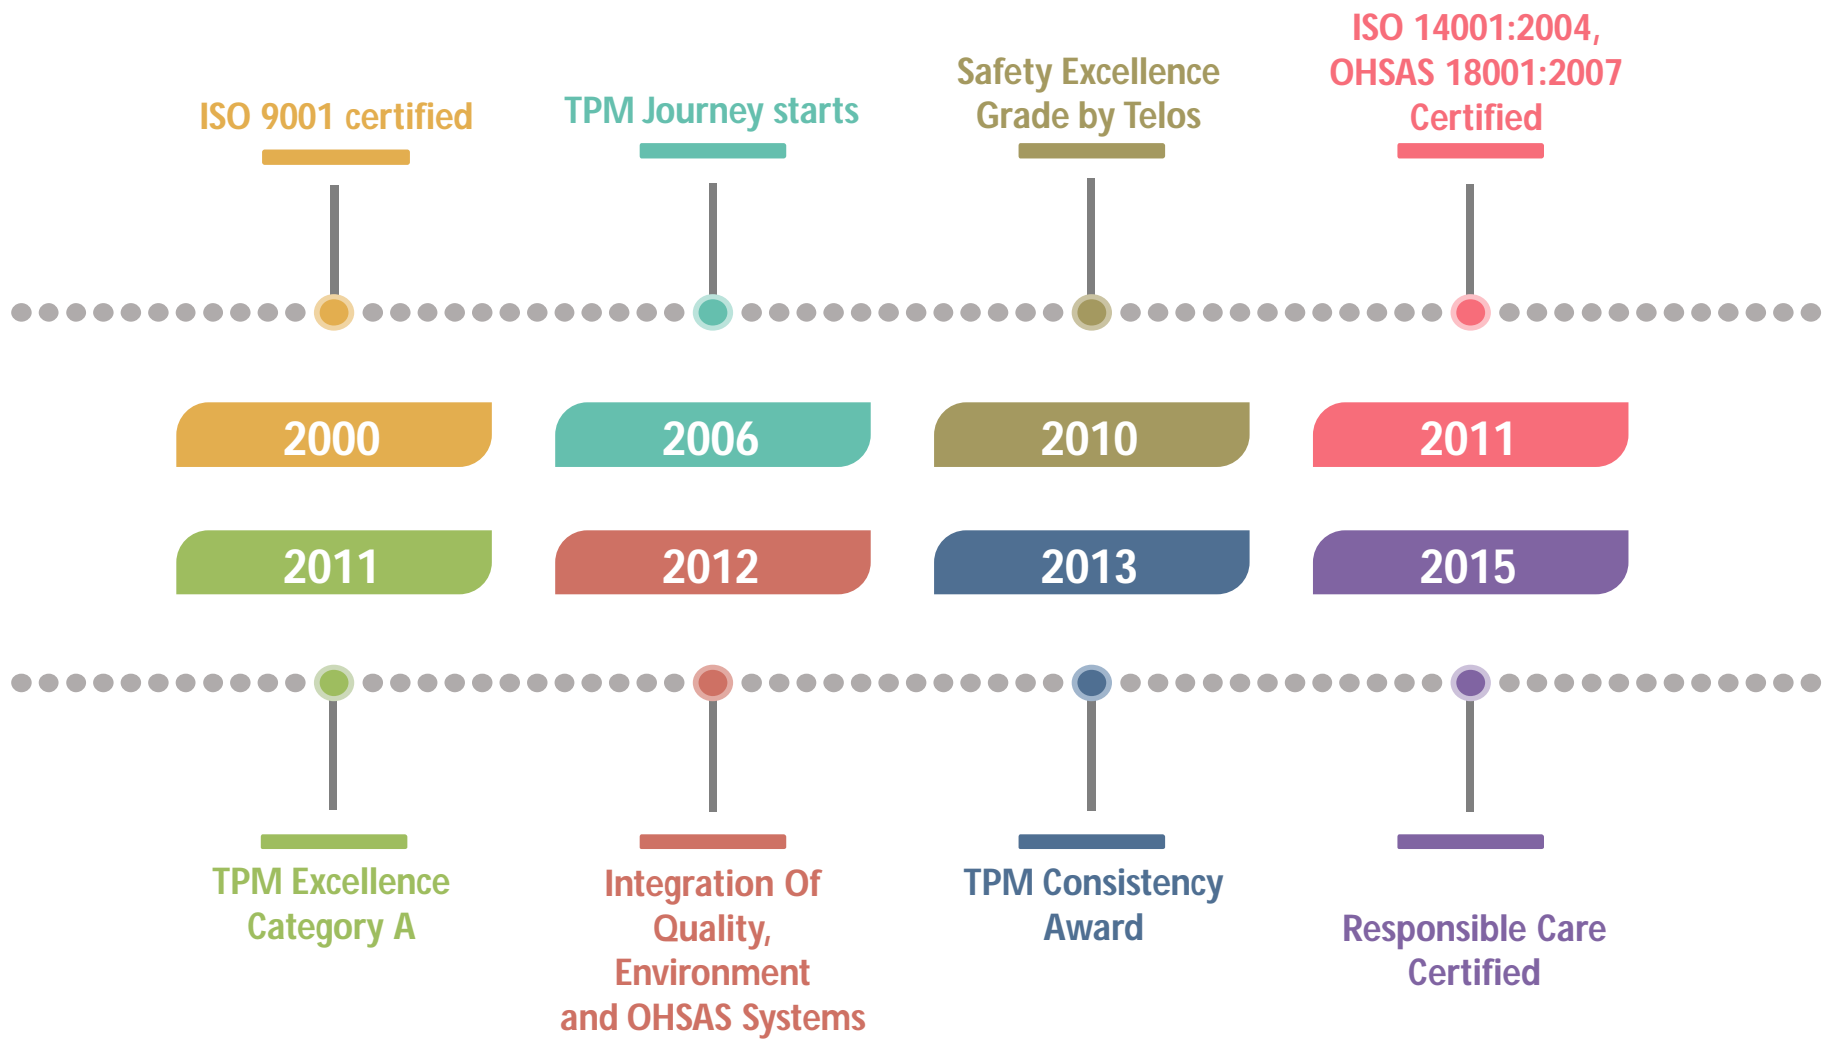 ISO 9001 certified
TPM Journey starts
Safety Excellence
Grade by Telos
ISO 14001:2004,
OHSAS 18001:2007
Certified
2000
2006
2010
2011
2011
2012
2013
2015
TPM Excellence
Category A
Integration Of
Quality,
Environment
and OHSAS Systems
TPM Consistency
Award
Responsible Care
Certified